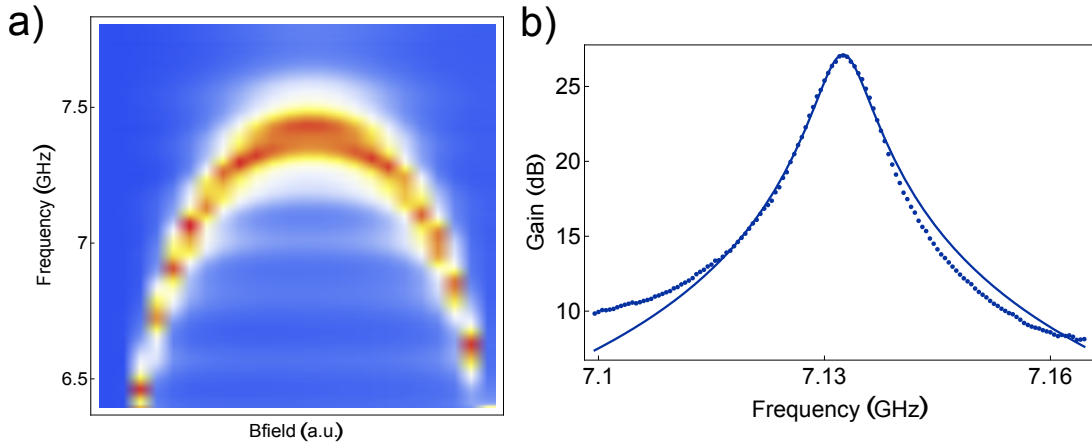 a)
7.5
7
6.5
Frequency (GHz)
Bfield (a.u.)
b)
25
20
15
10
Gain (dB)
7.1
7.13
7.16
Frequency (GHz)